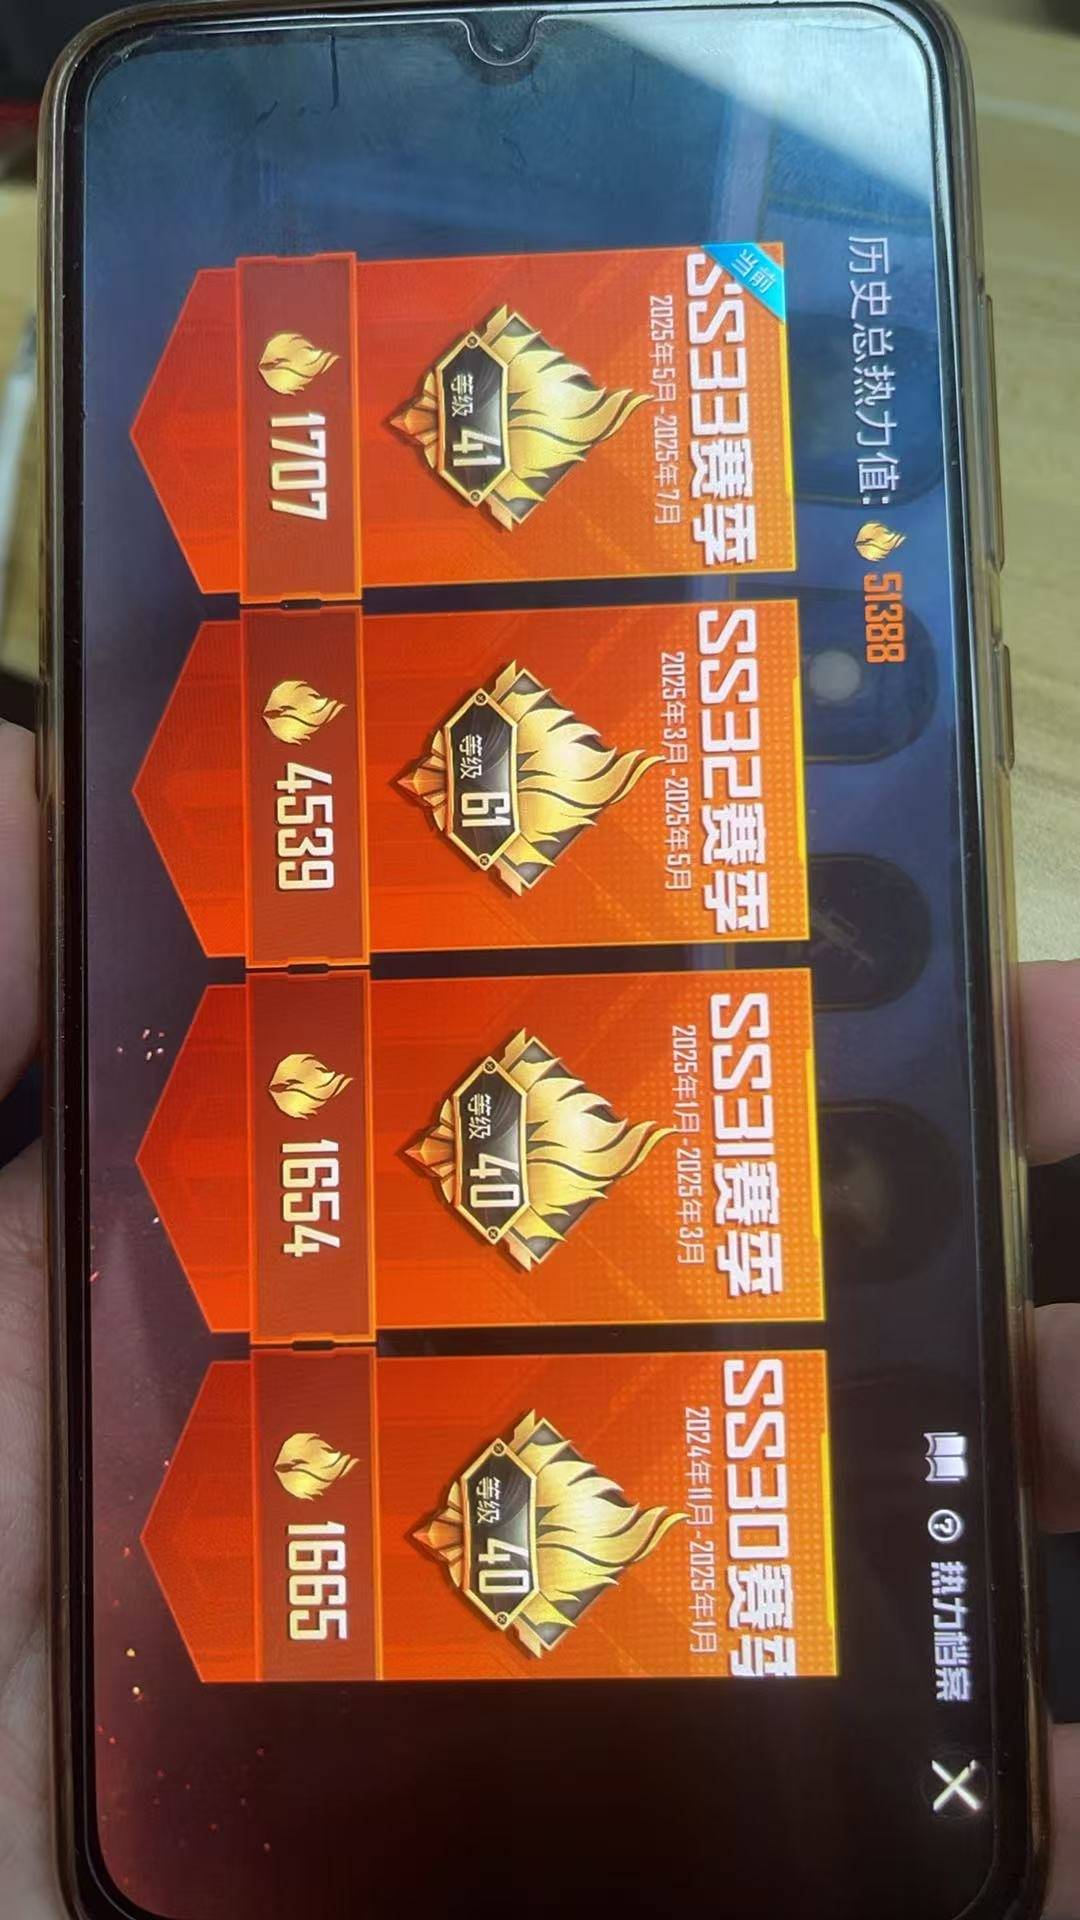 历史总热力值: 51388
热力档案
当前
SS33赛季
2025年5月-2025年7月
等级 41
1707
SS32赛季
2025年3月-2025年5月
等级 61
4539
SS31赛季
2025年1月-2025年3月
等级 40
1654
SS30赛季
2024年11月-2025年1月
等级 40
1665